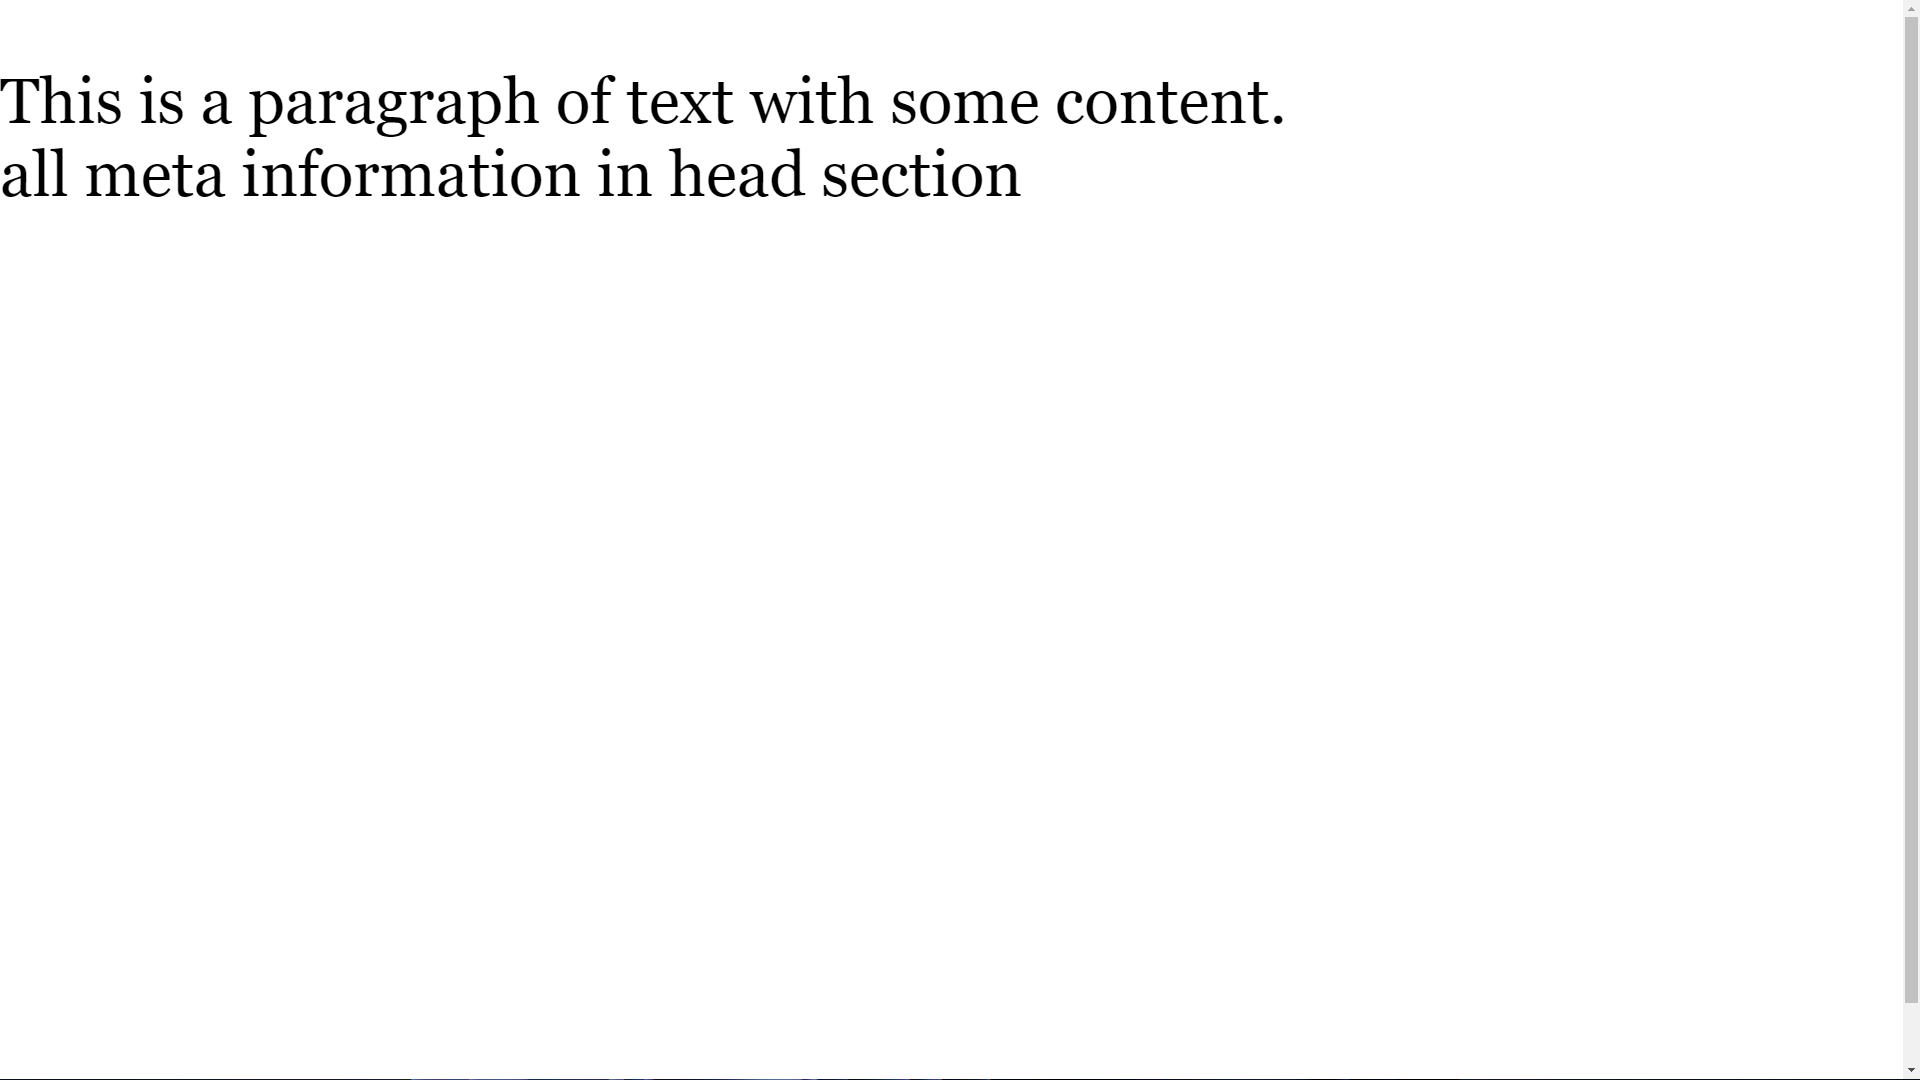 This is a paragraph of text with some content.
all meta information in head section